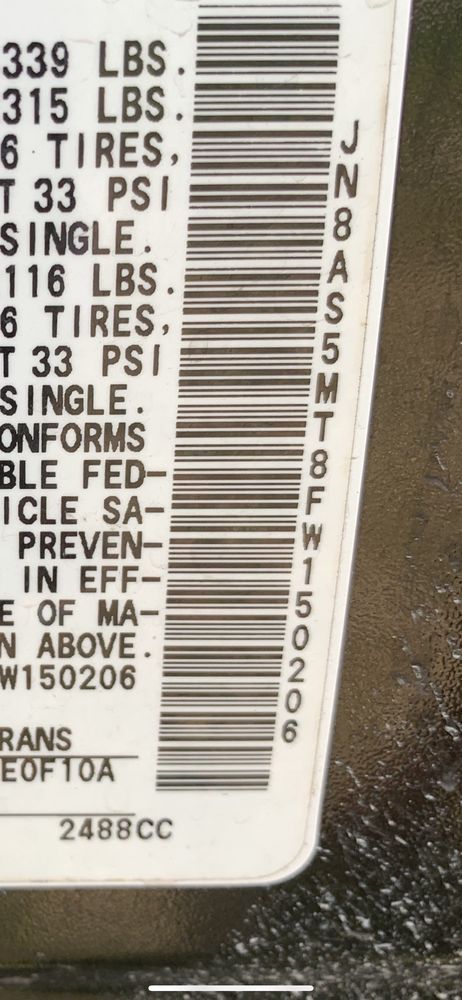 339 LBS.
315 LBS.
6 TIRES,
T 33 PSI
SINGLE.
116 LBS.
6 TIRES,
T 33 PSI
SINGLE.
ONFORMS
BLE FED-
ICLE SA-
PREVEN-
IN EFF-
E OF MA-
N ABOVE.
W150206
RANS
E0F10A
2488CC
JN8AS5MT8FW150206